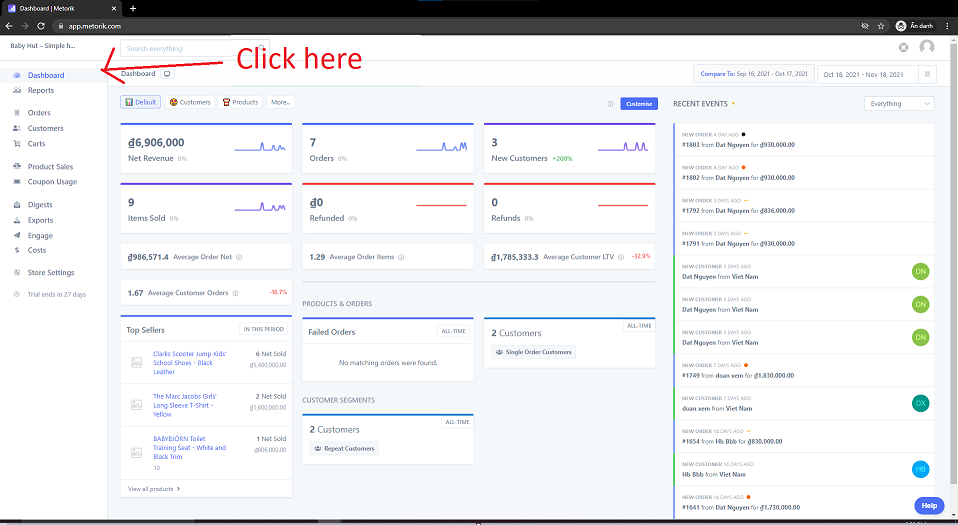 Dashboard | Metorik
app.metorik.com
Ẩn danh
Baby Hut – Simple h...
Search everything
Click here
Dashboard
Reports
Orders
Customers
Carts
Product Sales
Coupon Usage
Digests
Exports
Engage
Costs
Store Settings
Trial ends in 27 days
Dashboard
Compare To: Sep 16, 2021 - Oct 17, 2021
Oct 18, 2021 - Nov 18, 2021
Default
Customers
Products
More...
Customise
₫6,906,000
Net Revenue 0%
7
Orders 0%
3
New Customers +200%
9
Items Sold 0%
₫0
Refunded 0%
0
Refunds 0%
₫986,571.4 Average Order Net
1.29 Average Order Items
₫1,785,333.3 Average Customer LTV -32.9%
1.67 Average Customer Orders -16.7%
Top Sellers
IN THIS PERIOD
Clarks Scooter Jump Kids'
School Shoes - Black
Leather
6 Net Sold
₫5,400,000.00
The Marc Jacobs Girls'
Long Sleeve T-Shirt -
Yellow
2 Net Sold
₫1,600,000.00
BABYBJÖRN Toilet
Training Seat - White and
Black Trim
10
1 Net Sold
₫806,000.00
View all products
PRODUCTS & ORDERS
Failed Orders
ALL-TIME
No matching orders were found.
2 Customers
ALL-TIME
Single Order Customers
CUSTOMER SEGMENTS
2 Customers
ALL-TIME
Repeat Customers
RECENT EVENTS
Everything
NEW ORDER A DAY AGO
#1803 from Dat Nguyen for ₫930,000.00
NEW ORDER A DAY AGO
#1802 from Dat Nguyen for ₫930,000.00
NEW ORDER 3 DAYS AGO
#1792 from Dat Nguyen for ₫836,000.00
NEW ORDER 3 DAYS AGO
#1791 from Dat Nguyen for ₫930,000.00
NEW CUSTOMER 3 DAYS AGO
Dat Nguyen from Viet Nam
DN
NEW CUSTOMER 3 DAYS AGO
Dat Nguyen from Viet Nam
DN
NEW CUSTOMER 3 DAYS AGO
Dat Nguyen from Viet Nam
DN
NEW ORDER 7 DAYS AGO
#1749 from doan xem for ₫1,830,000.00
NEW CUSTOMER 7 DAYS AGO
doan xem from Viet Nam
DX
NEW ORDER 14 DAYS AGO
#1654 from Hb Bbb for ₫830,000.00
NEW CUSTOMER 14 DAYS AGO
Hb Bbb from Viet Nam
HB
NEW ORDER 14 DAYS AGO
#1641 from Dat Nguyen for ₫1,730,000.00
Help